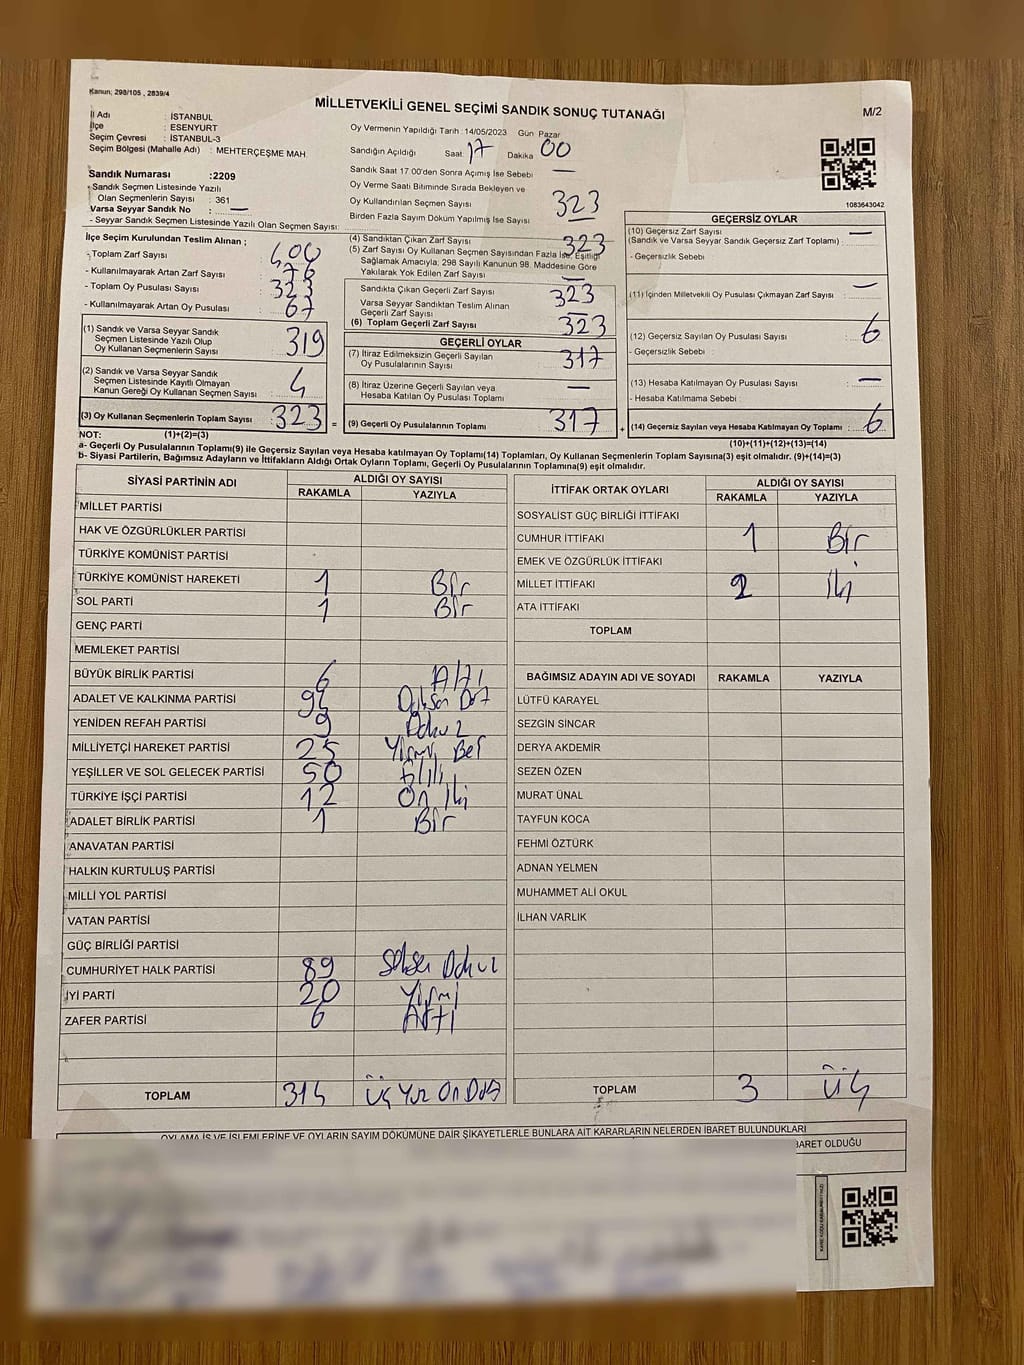 Kanun; 298/105 , 2839/4
MİLLETVEKİLİ GENEL SEÇİMİ SANDIK SONUÇ TUTANAĞI
M/2
İl Adı : İSTANBUL
İlçe : ESENYURT
Seçim Çevresi : İSTANBUL-3
Seçim Bölgesi (Mahalle Adı) : MEHTERÇEŞME MAH.
Sandık Numarası :2209
- Sandık Seçmen Listesinde Yazılı
Olan Seçmenlerin Sayısı : 361
Varsa Seyyar Sandık No : —
- Seyyar Sandık Seçmen Listesinde Yazılı Olan Seçmen Sayısı:
Oy Vermenin Yapıldığı Tarih : 14/05/2023 Gün Pazar
Sandığın Açıldığı Saat 17 Dakika 00
Sandık Saat 17:00'den Sonra Açımış İse Sebebi —
Oy Verme Saati Bitiminde Sırada Bekleyen ve
Oy Kullandırılan Seçmen Sayısı 323
Birden Fazla Sayım Döküm Yapılmış İse Sayısı —
1083643042
İlçe Seçim Kurulundan Teslim Alınan ;
- Toplam Zarf Sayısı :
- Kullanılmayarak Artan Zarf Sayısı : 76
- Toplam Oy Pusulası Sayısı : 323
- Kullanılmayarak Artan Oy Pusulası : 67
(1) Sandık ve Varsa Seyyar Sandık
Seçmen Listesinde Yazılı Olup
Oy Kullanan Seçmenlerin Sayısı : 319
(2) Sandık ve Varsa Seyyar Sandık
Seçmen Listesinde Kayıtlı Olmayan
Kanun Gereği Oy Kullanan Seçmen Sayısı : 4
(3) Oy Kullanan Seçmenlerin Toplam Sayısı : 323 =
(1)+(2)=(3)
(4) Sandıktan Çıkan Zarf Sayısı 323
(5) Zarf Sayısı Oy Kullanan Seçmen Sayısından Fazla İse, Eşitliği
Sağlamak Amacıyla; 298 Sayılı Kanunun 98. Maddesine Göre
Yakılarak Yok Edilen Zarf Sayısı —
Sandıkta Çıkan Geçerli Zarf Sayısı 323
Varsa Seyyar Sandıktan Teslim Alınan
Geçerli Zarf Sayısı —
(6) Toplam Geçerli Zarf Sayısı 323
GEÇERLİ OYLAR
(7) İtiraz Edilmeksizin Geçerli Sayılan
Oy Pusulalarının Sayısı 317
(8) İtiraz Üzerine Geçerli Sayılan veya
Hesaba Katılan Oy Pusulaları Toplamı —
(9) Geçerli Oy Pusulalarının Toplamı 317 +
GEÇERSİZ OYLAR
(10) Geçersiz Zarf Sayısı
(Sandık ve Varsa Seyyar Sandık Geçersiz Zarf Toplamı) : —
- Geçersizlik Sebebi :
(11) İçinden Milletvekili Oy Pusulası Çıkmayan Zarf Sayısı : —
(12) Geçersiz Sayılan Oy Pusulası Sayısı : 6
- Geçersizlik Sebebi :
(13) Hesaba Katılmayan Oy Pusulası Sayısı : —
- Hesaba Katılmama Sebebi :
(14) Geçersiz Sayılan veya Hesaba Katılmayan Oy Toplamı : 6
(10)+(11)+(12)+(13)=(14)
NOT:
a- Geçerli Oy Pusulalarının Toplamı(9) ile Geçersiz Sayılan veya Hesaba katılmayan Oy Toplamı(14) Toplamları, Oy Kullanan Seçmenlerin Toplam Sayısına(3) eşit olmalıdır. (9)+(14)=(3)
b- Siyasi Partilerin, Bağımsız Adayların ve İttifakların Aldığı Ortak Oyların Toplamı, Geçerli Oy Pusulalarının Toplamına(9) eşit olmalıdır.
SİYASİ PARTİNİN ADI ALDIĞI OY SAYISI
RAKAMLA YAZIYLA
MİLLET PARTİSİ
HAK VE ÖZGÜRLÜKLER PARTİSİ
TÜRKİYE KOMÜNİST PARTİSİ
TÜRKİYE KOMÜNİST HAREKETİ 1 Bir
SOL PARTİ 1 Bir
GENÇ PARTİ
MEMLEKET PARTİSİ
BÜYÜK BİRLİK PARTİSİ 6 Altı
ADALET VE KALKINMA PARTİSİ 94 Doksan Dört
YENİDEN REFAH PARTİSİ 9 Dokuz
MİLLİYETÇİ HAREKET PARTİSİ 25 Yirmi Beş
YEŞİLLER VE SOL GELECEK PARTİSİ 50 Elli
TÜRKİYE İŞÇİ PARTİSİ 12 On İki
ADALET BİRLİK PARTİSİ 1 Bir
ANAVATAN PARTİSİ
HALKIN KURTULUŞ PARTİSİ
MİLLİ YOL PARTİSİ
VATAN PARTİSİ
GÜÇ BİRLİĞİ PARTİSİ
CUMHURİYET HALK PARTİSİ 89 Seksen Dokuz
İYİ PARTİ 20 Yirmi
ZAFER PARTİSİ 6 Altı
TOPLAM 314 Üç Yüz On Dört
İTTİFAK ORTAK OYLARI ALDIĞI OY SAYISI
RAKAMLA YAZIYLA
SOSYALİST GÜÇ BİRLİĞİ İTTİFAKI
CUMHUR İTTİFAKI 1 Bir
EMEK VE ÖZGÜRLÜK İTTİFAKI
MİLLET İTTİFAKI 2 İki
ATA İTTİFAKI
TOPLAM
BAĞIMSIZ ADAYIN ADI VE SOYADI RAKAMLA YAZIYLA
LÜTFÜ KARAYEL
SEZGİN SİNCAR
DERYA AKDEMİR
SEZEN ÖZEN
MURAT ÜNAL
TAYFUN KOCA
FEHMİ ÖZTÜRK
ADNAN YELMEN
MUHAMMET ALİ OKUL
İLHAN VARLIK
TOPLAM 3 Üç
OYLAMA İŞ VE İŞLEMLERİNE VE OYLARIN SAYIM DÖKÜMÜNE DAİR ŞİKAYETLERLE BUNLARA AİT KARARLARIN NELERDEN İBARET BULUNDUKLARI
BARET OLDUĞU